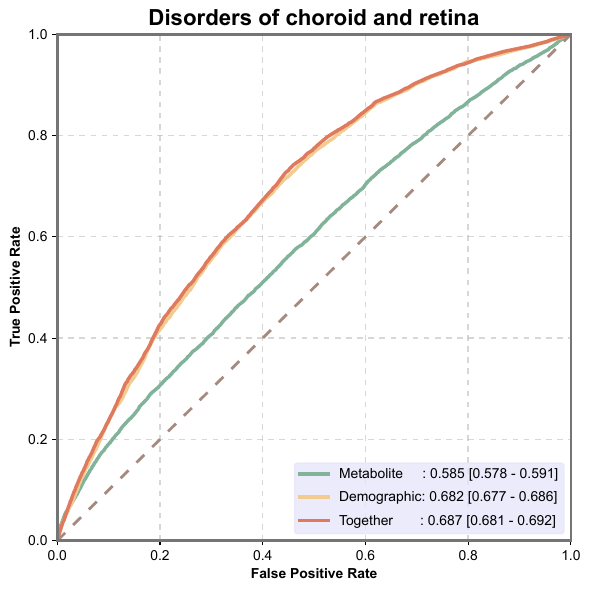 Disorders of choroid and retina
True Positive Rate
1.0
0.8
0.6
0.4
0.2
0.0
0.0 0.2 0.4 0.6 0.8 1.0
False Positive Rate
Metabolite : 0.585 [0.578 - 0.591]
Demographic: 0.682 [0.677 - 0.686]
Together : 0.687 [0.681 - 0.692]